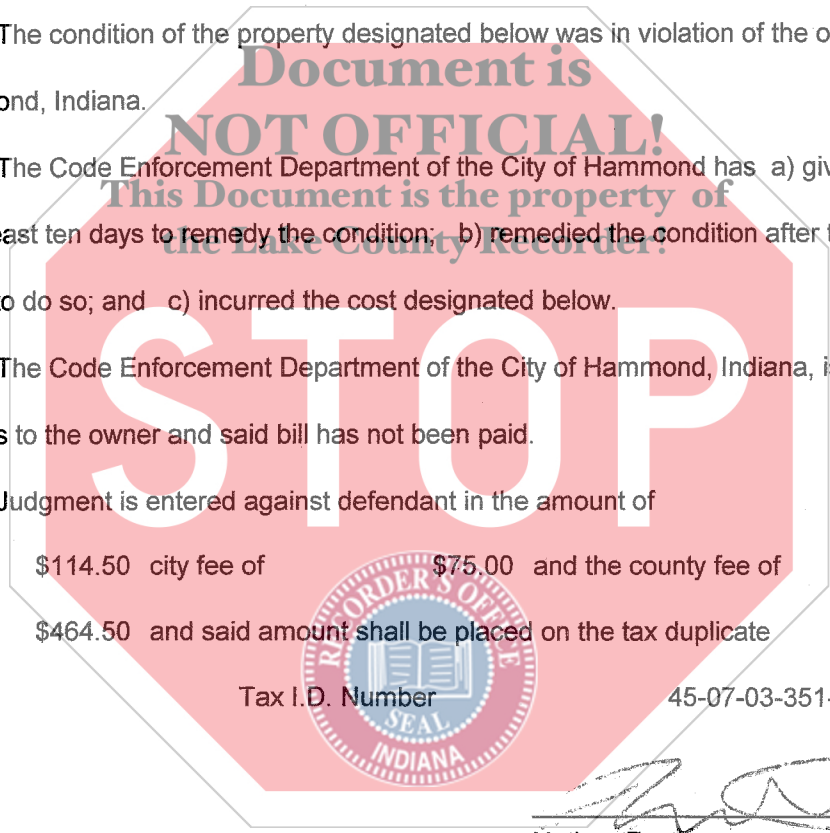 The condition of the property designated below was in violation of the o
Document is
ond, Indiana.
NOT OFFICIAL!
The Code Enforcement Department of the City of Hammond has a) giv
This Document is the property of
east ten days to remedy the condition; b) remedied the condition after t
the Lake County Recorder!
to do so; and c) incurred the cost designated below.
STOP
The Code Enforcement Department of the City of Hammond, Indiana, is
s to the owner and said bill has not been paid.
Judgment is entered against defendant in the amount of
$114.50 city fee of $75.00 and the county fee of
$464.50 and said amount shall be placed on the tax duplicate
RECORDER'S OFFICE
Tax I.D. Number 45-07-03-351-
SEAL
INDIANA